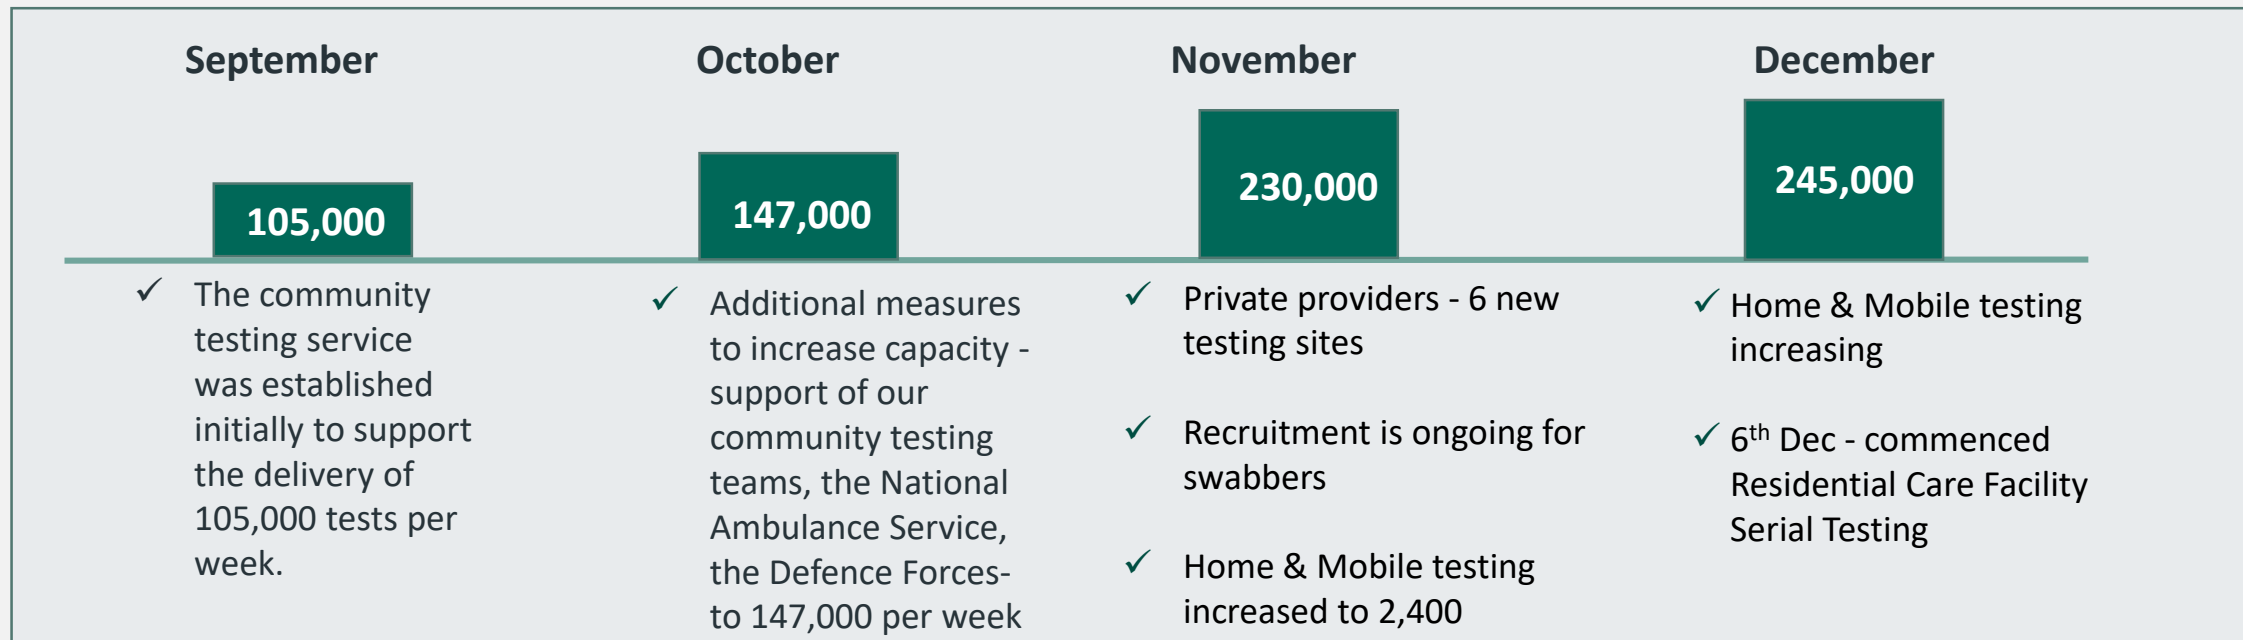 September
October
November
December
105,000
147,000
230,000
245,000
✓ The community
testing service
was established
initially to support
the delivery of
105,000 tests per
week.
✓ Additional measures
to increase capacity -
support of our
community testing
teams, the National
Ambulance Service,
the Defence Forces-
to 147,000 per week
✓ Private providers - 6 new
testing sites
✓ Recruitment is ongoing for
swabbers
✓ Home & Mobile testing
increased to 2,400
✓ Home & Mobile testing
increasing
✓ 6th Dec - commenced
Residential Care Facility
Serial Testing